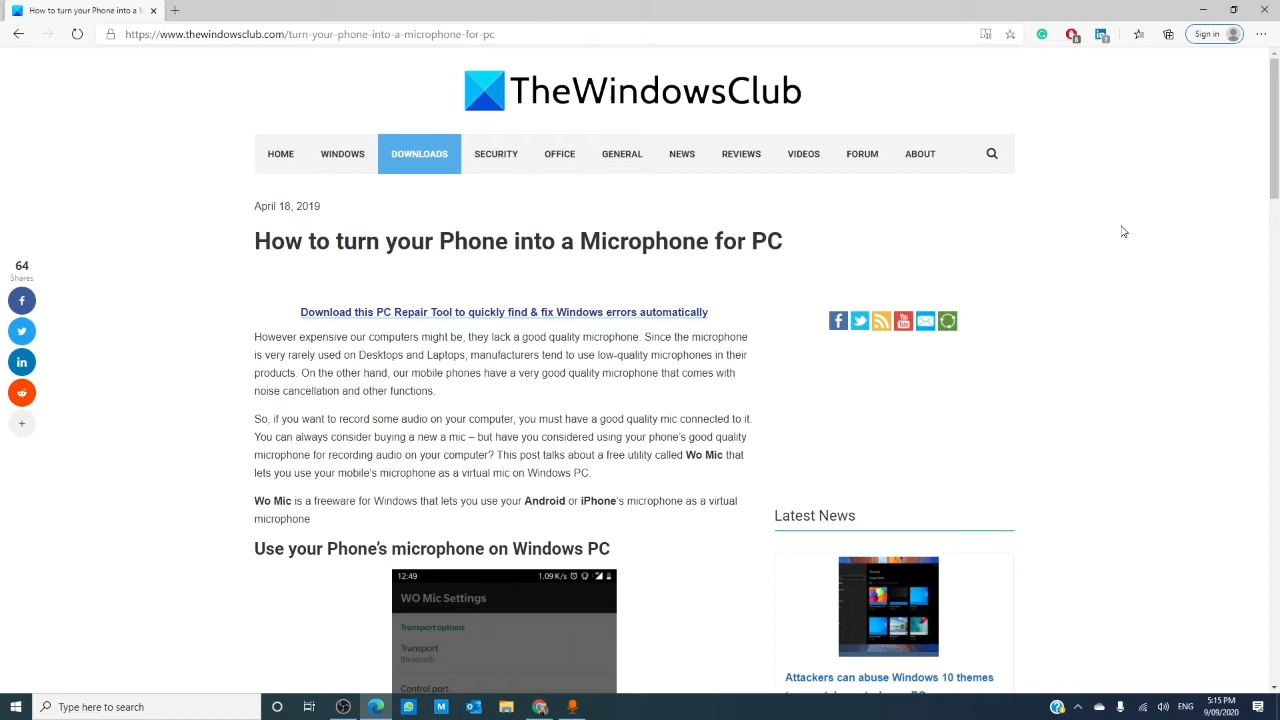 How to turn your Phone into a
https://www.thewindowsclub.com/turn-your-phone-into-a-microphone-for-pc
Sign in
TheWindowsClub
HOME
WINDOWS
DOWNLOADS
SECURITY
OFFICE
GENERAL
NEWS
REVIEWS
VIDEOS
FORUM
ABOUT
April 18, 2019
How to turn your Phone into a Microphone for PC
64
Shares
Download this PC Repair Tool to quickly find & fix Windows errors automatically
However expensive our computers might be, they lack a good quality microphone. Since the microphone
is very rarely used on Desktops and Laptops, manufacturers tend to use low-quality microphones in their
products. On the other hand, our mobile phones have a very good quality microphone that comes with
noise cancellation and other functions.
So, if you want to record some audio on your computer, you must have a good quality mic connected to it.
You can always consider buying a new a mic – but have you considered using your phone's good quality
microphone for recording audio on your computer? This post talks about a free utility called Wo Mic that
lets you use your mobile's microphone as a virtual mic on Windows PC.
Wo Mic is a freeware for Windows that lets you use your Android or iPhone's microphone as a virtual
microphone
Use your Phone's microphone on Windows PC
12:49
1.09 K/s
WO Mic Settings
Transport options
Transport
Bluetooth
Control port
You
Tube
Latest News
Attackers can abuse Windows 10 themes
Type here to search
5:15 PM
9/09/2020